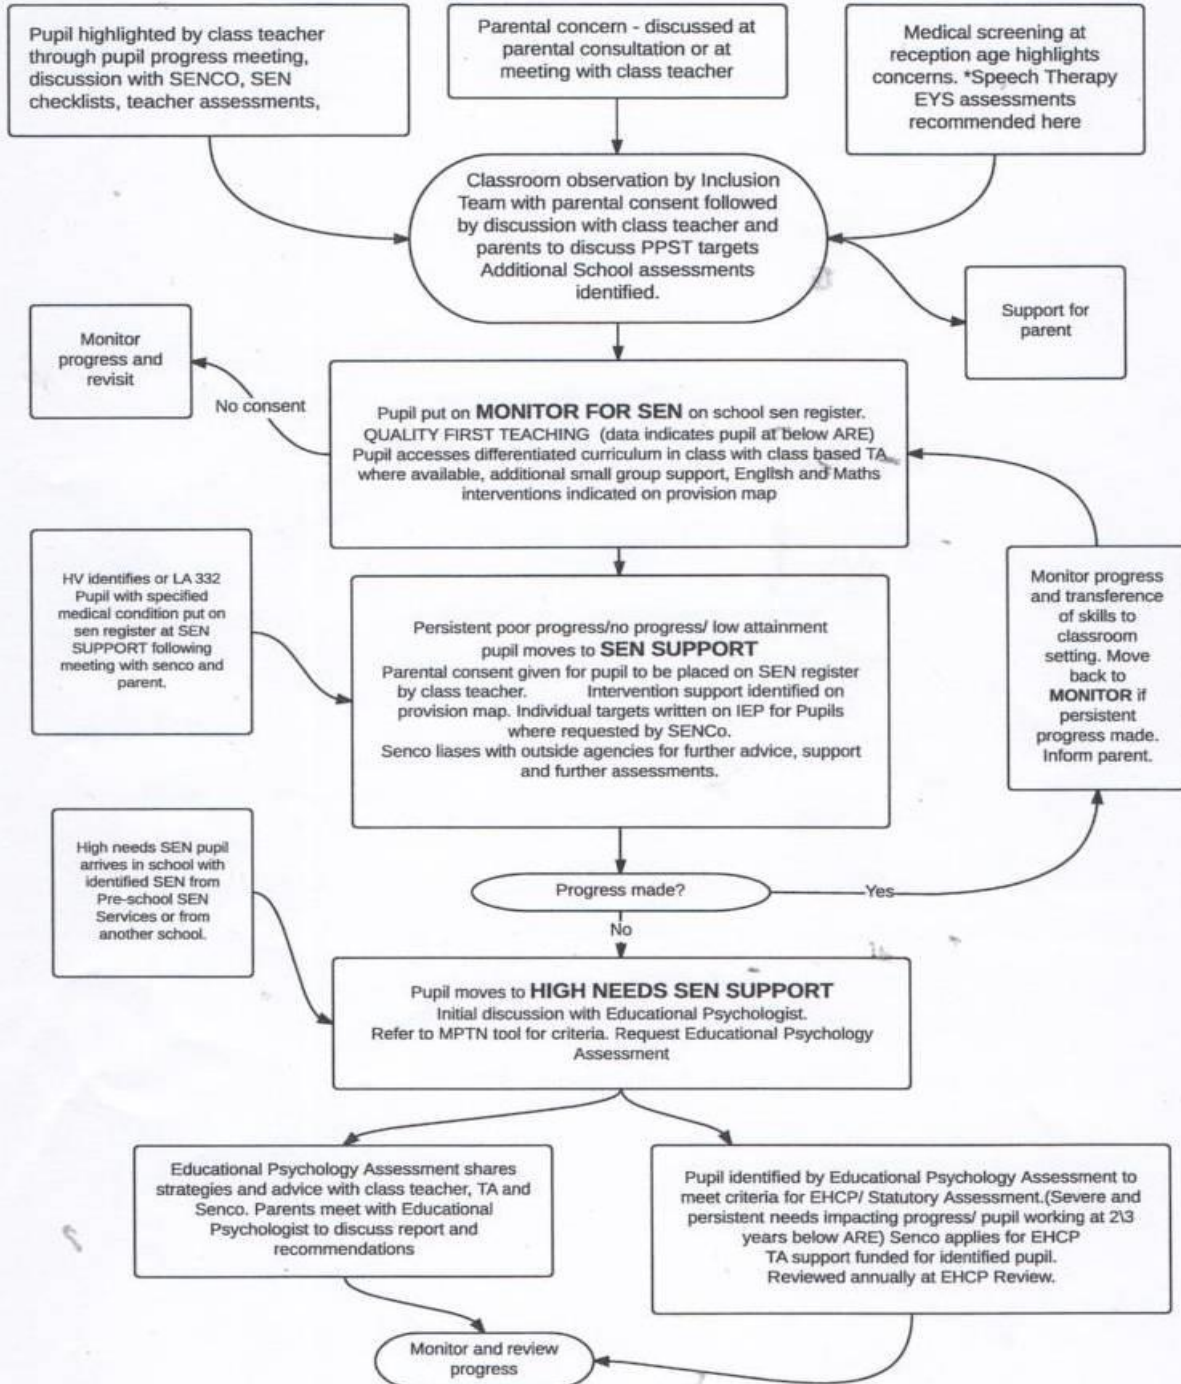 Pupil highlighted by class teacher
through pupil progress meeting,
discussion with SENCO, SEN
checklists, teacher assessments,
Parental concern - discussed at
parental consultation or at
meeting with class teacher
Medical screening at
reception age highlights
concerns. *Speech Therapy
EYS assessments
recommended here
Classroom observation by Inclusion
Team with parental consent followed
by discussion with class teacher and
parents to discuss PPST targets
Additional School assessments
identified.
Support for
parent
Monitor
progress and
revisit
No consent
Pupil put on MONITOR FOR SEN on school sen register.
QUALITY FIRST TEACHING (data indicates pupil at below ARE)
Pupil accesses differentiated curriculum in class with class based TA
where available, additional small group support, English and Maths
interventions indicated on provision map
HV identifies or LA 332
Pupil with specified
medical condition put on
sen register at SEN
SUPPORT following
meeting with senco and
parent.
Persistent poor progress/no progress/ low attainment
pupil moves to SEN SUPPORT
Parental consent given for pupil to be placed on SEN register
by class teacher. Intervention support identified on
provision map. Individual targets written on IEP for Pupils
where requested by SENCo.
Senco liases with outside agencies for further advice, support
and further assessments.
Monitor progress
and transference
of skills to
classroom
setting. Move
back to
MONITOR if
persistent
progress made.
Inform parent.
High needs SEN pupil
arrives in school with
identified SEN from
Pre-school SEN
Services or from
another school.
Progress made?
Yes
No
Pupil moves to HIGH NEEDS SEN SUPPORT
Initial discussion with Educational Psychologist.
Refer to MPTN tool for criteria. Request Educational Psychology
Assessment
Educational Psychology Assessment shares
strategies and advice with class teacher, TA and
Senco. Parents meet with Educational
Psychologist to discuss report and
recommendations
Pupil identified by Educational Psychology Assessment to
meet criteria for EHCP/ Statutory Assessment.(Severe and
persistent needs impacting progress/ pupil working at 2\3
years below ARE) Senco applies for EHCP
TA support funded for identified pupil.
Reviewed annually at EHCP Review.
Monitor and review
progress